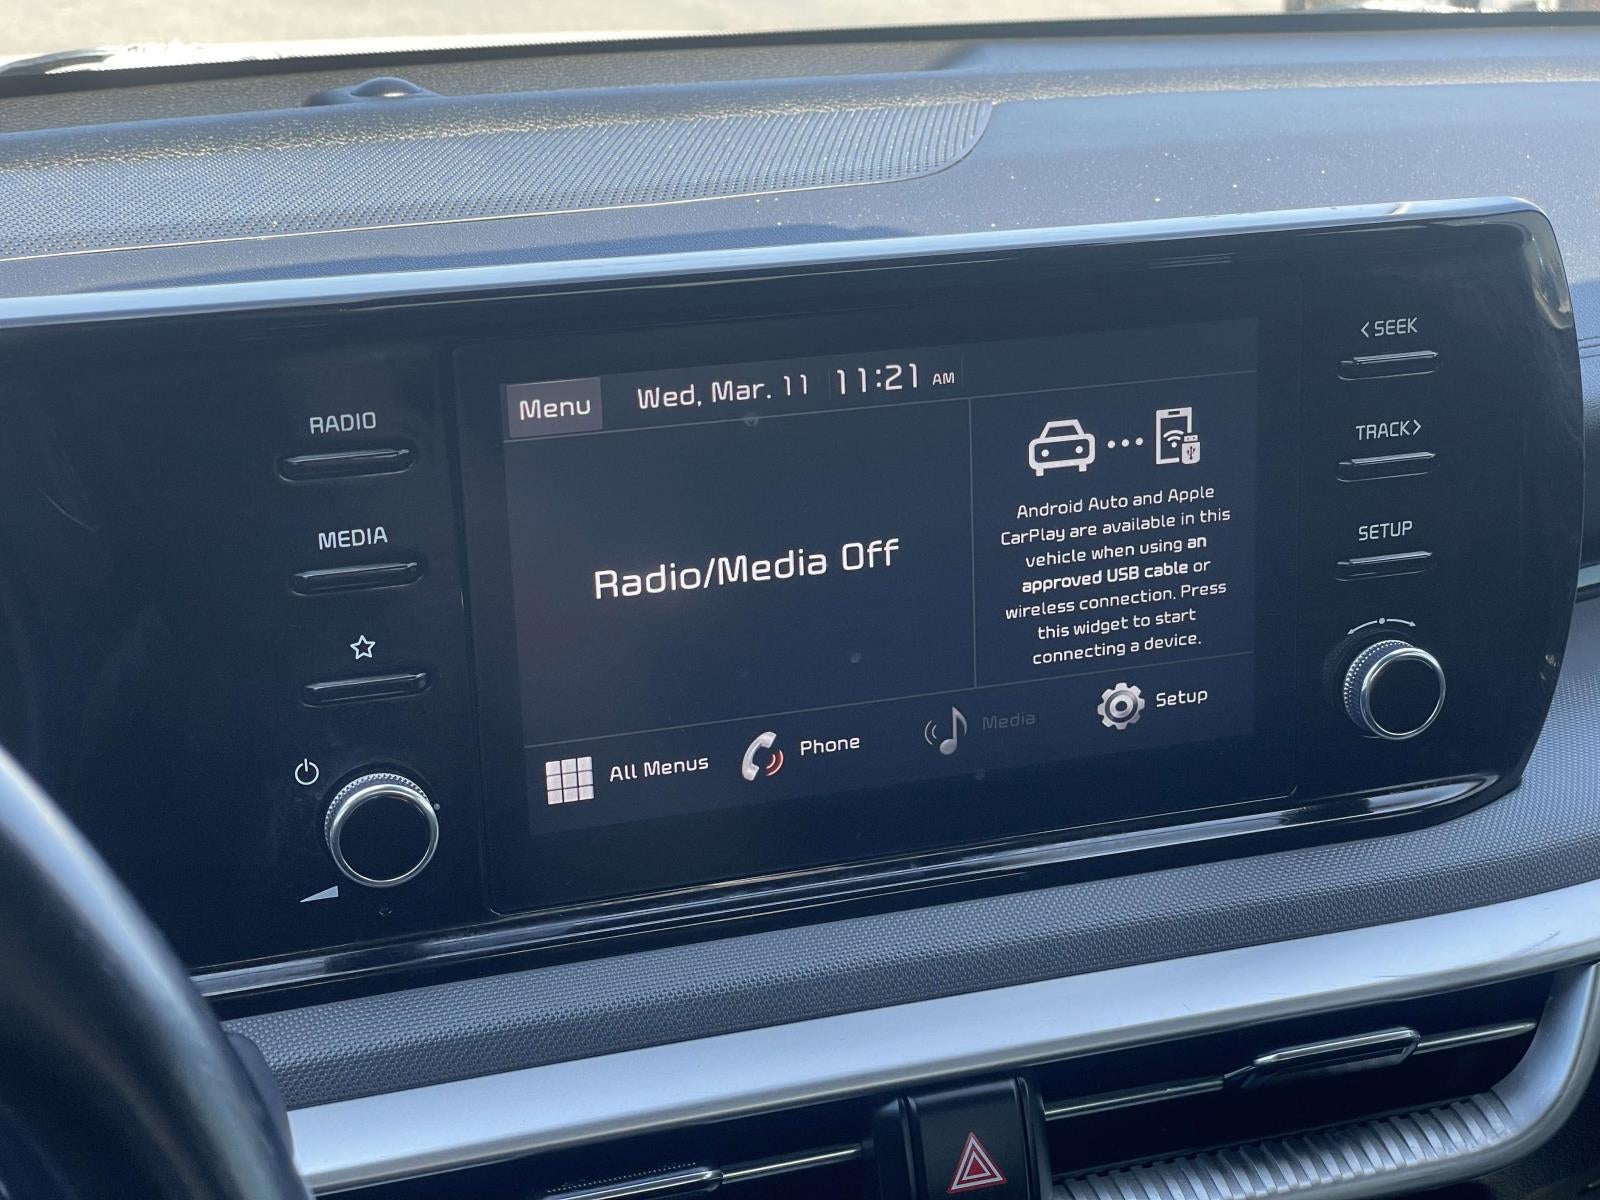 Menu Wed, Mar. 11 11:21 AM
Radio/Media Off
Android Auto and Apple
CarPlay are available in this
vehicle when using an
approved USB cable or
wireless connection. Press
this widget to start
connecting a device.
All Menus Phone Media Setup
RADIO
MEDIA
< SEEK
TRACK >
SETUP